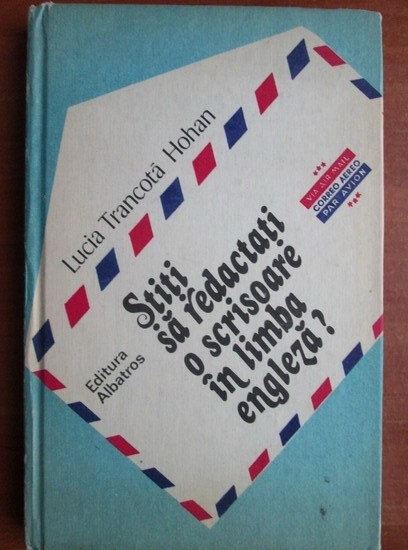 Lucia Trancotă Hohan
VIA AIR MAIL
CORREO AEREO
PAR AVION
Știți
să redactați
o scrisoare
în limba
engleză?
Editura
Albatros